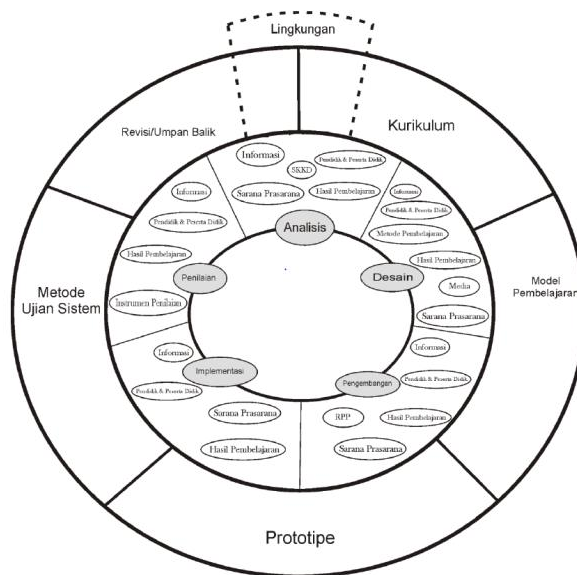 Lingkungan
Revisi/Umpan Balik
Kurikulum
Informasi
SKKD
Pendidik & Peserta Didik
Sarana Prasarana
Hasil Pembelajaran
Analisis
Informasi
Pendidik & Peserta Didik
Metode Pembelajaran
Hasil Pembelajaran
Desain
Media
Sarana Prasarana
Informasi
Pendidik & Peserta Didik
Hasil Pembelajaran
Penilaian
Instrumen Penilaian
Metode
Ujian Sistem
Model
Pembelajaran
Informasi
Implementasi
Pendidik & Peserta Didik
Sarana Prasarana
Hasil Pembelajaran
Informasi
Pengembangan
Pendidik & Peserta Didik
RPP
Hasil Pembelajaran
Sarana Prasarana
Prototipe